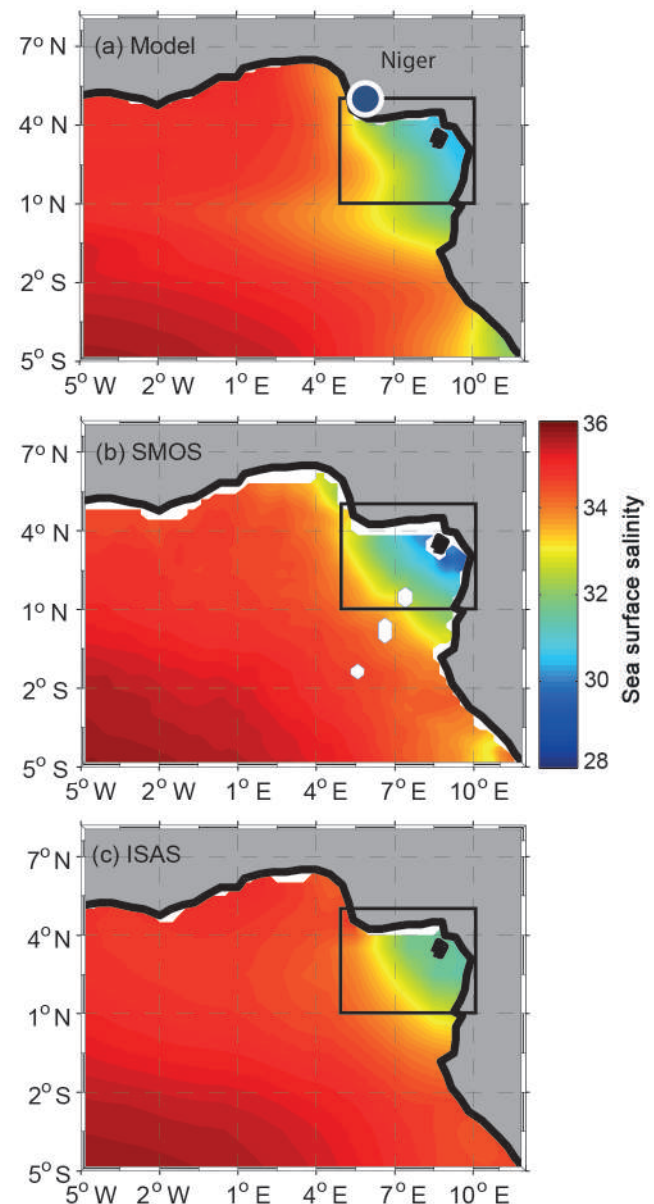 7° N
(a) Model
Niger
4° N
1° N
2° S
5° S
5° W 2° W 1° E 4° E 7° E 10° E
7° N
(b) SMOS
4° N
1° N
2° S
5° S
5° W 2° W 1° E 4° E 7° E 10° E
36
34
32
30
28
Sea surface salinity
7° N
(c) ISAS
4° N
1° N
2° S
5° S
5° W 2° W 1° E 4° E 7° E 10° E